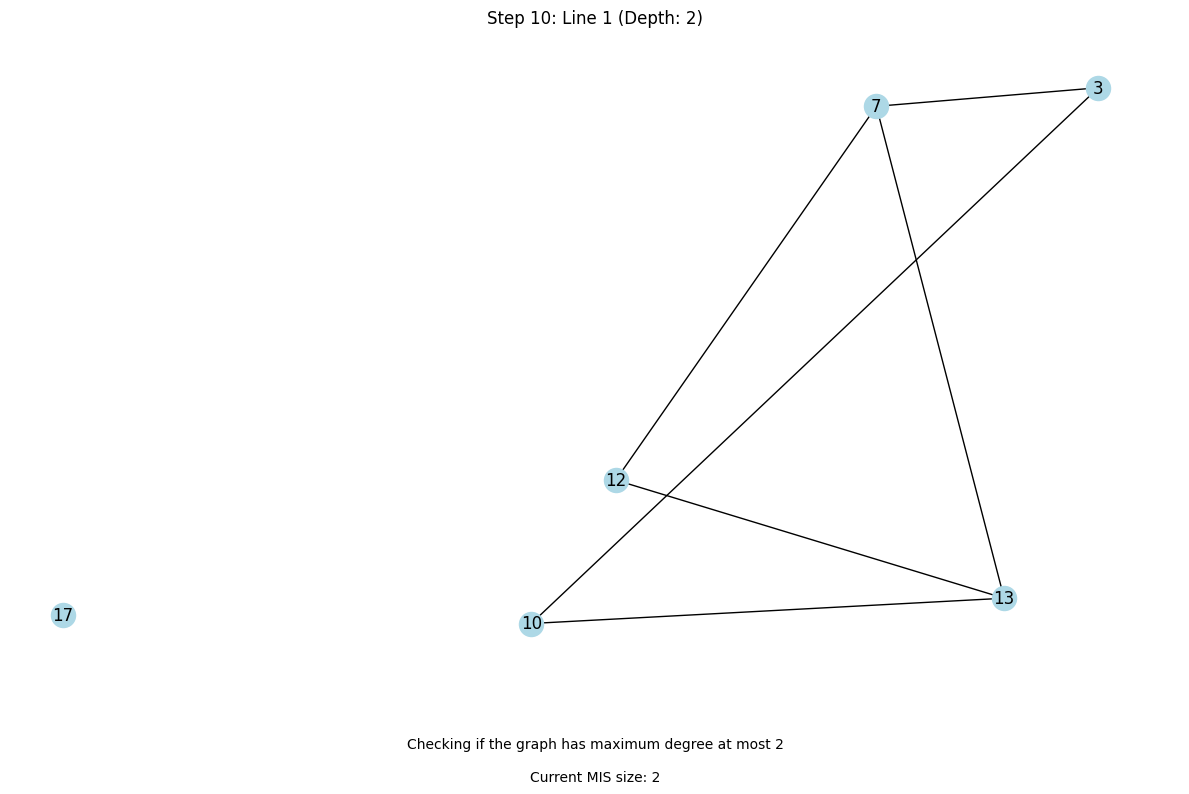 Step 10: Line 1 (Depth: 2)
3
7
12
13
17
10
Checking if the graph has maximum degree at most 2
Current MIS size: 2